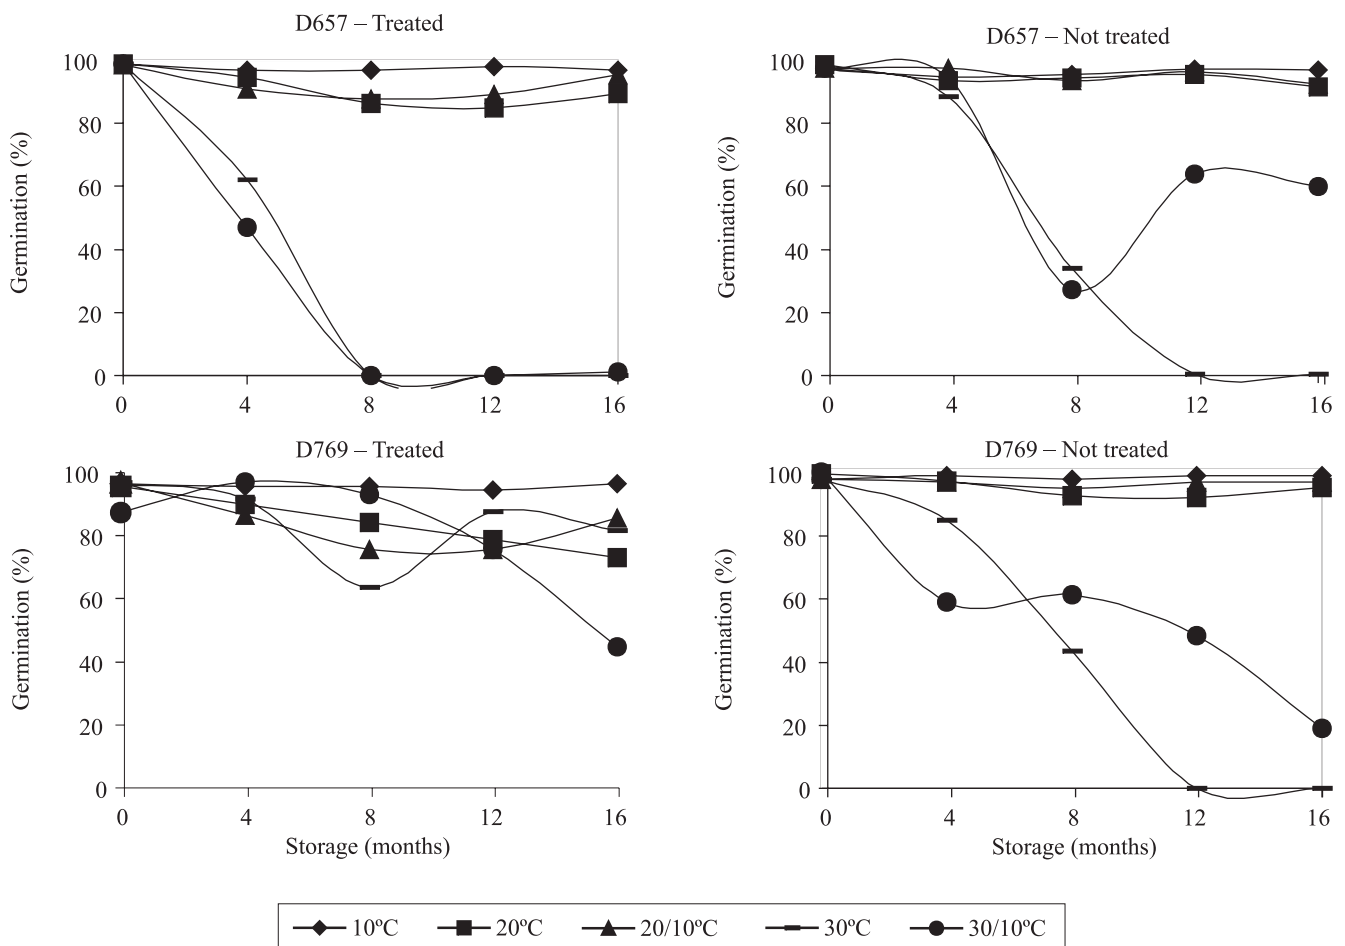 D657 – Treated
Germination (%)
100
80
60
40
20
0
0 4 8 12 16
D657 – Not treated
Germination (%)
100
80
60
40
20
0
0 4 8 12 16
D769 – Treated
Germination (%)
100
80
60
40
20
0
0 4 8 12 16
Storage (months)
D769 – Not treated
Germination (%)
100
80
60
40
20
0
0 4 8 12 16
Storage (months)
10ºC 20ºC 20/10ºC 30ºC 30/10ºC